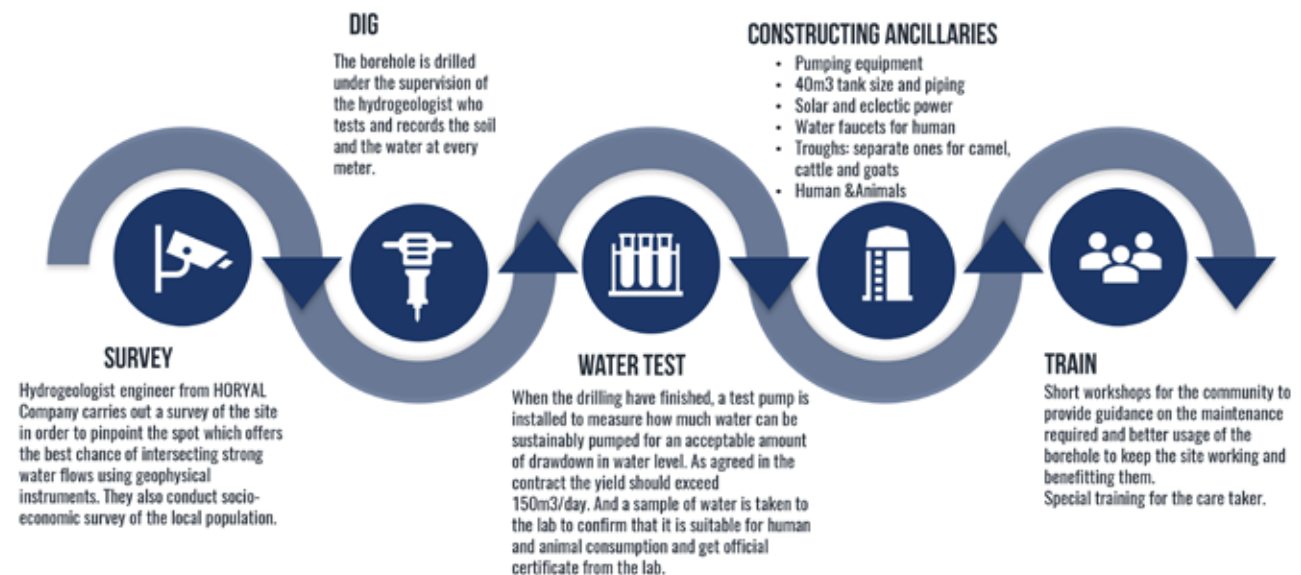 SURVEY
Hydrogeologist engineer from HORYAL
Company carries out a survey of the site
in order to pinpoint the spot which offers
the best chance of intersecting strong
water flows using geophysical
instruments. They also conduct socio-
economic survey of the local population.
DIG
The borehole is drilled
under the supervision of
the hydrogeologist who
tests and records the soil
and the water at every
meter.
WATER TEST
When the drilling have finished, a test pump is
installed to measure how much water can be
sustainably pumped for an acceptable amount
of drawdown in water level. As agreed in the
contract the yield should exceed
150m3/day. And a sample of water is taken to
the lab to confirm that it is suitable for human
and animal consumption and get official
certificate from the lab.
CONSTRUCTING ANCILLARIES
• Pumping equipment
• 40m3 tank size and piping
• Solar and eclectic power
• Water faucets for human
• Troughs: separate ones for camel,
cattle and goats
• Human &Animals
TRAIN
Short workshops for the community to
provide guidance on the maintenance
required and better usage of the
borehole to keep the site working and
benefitting them.
Special training for the care taker.